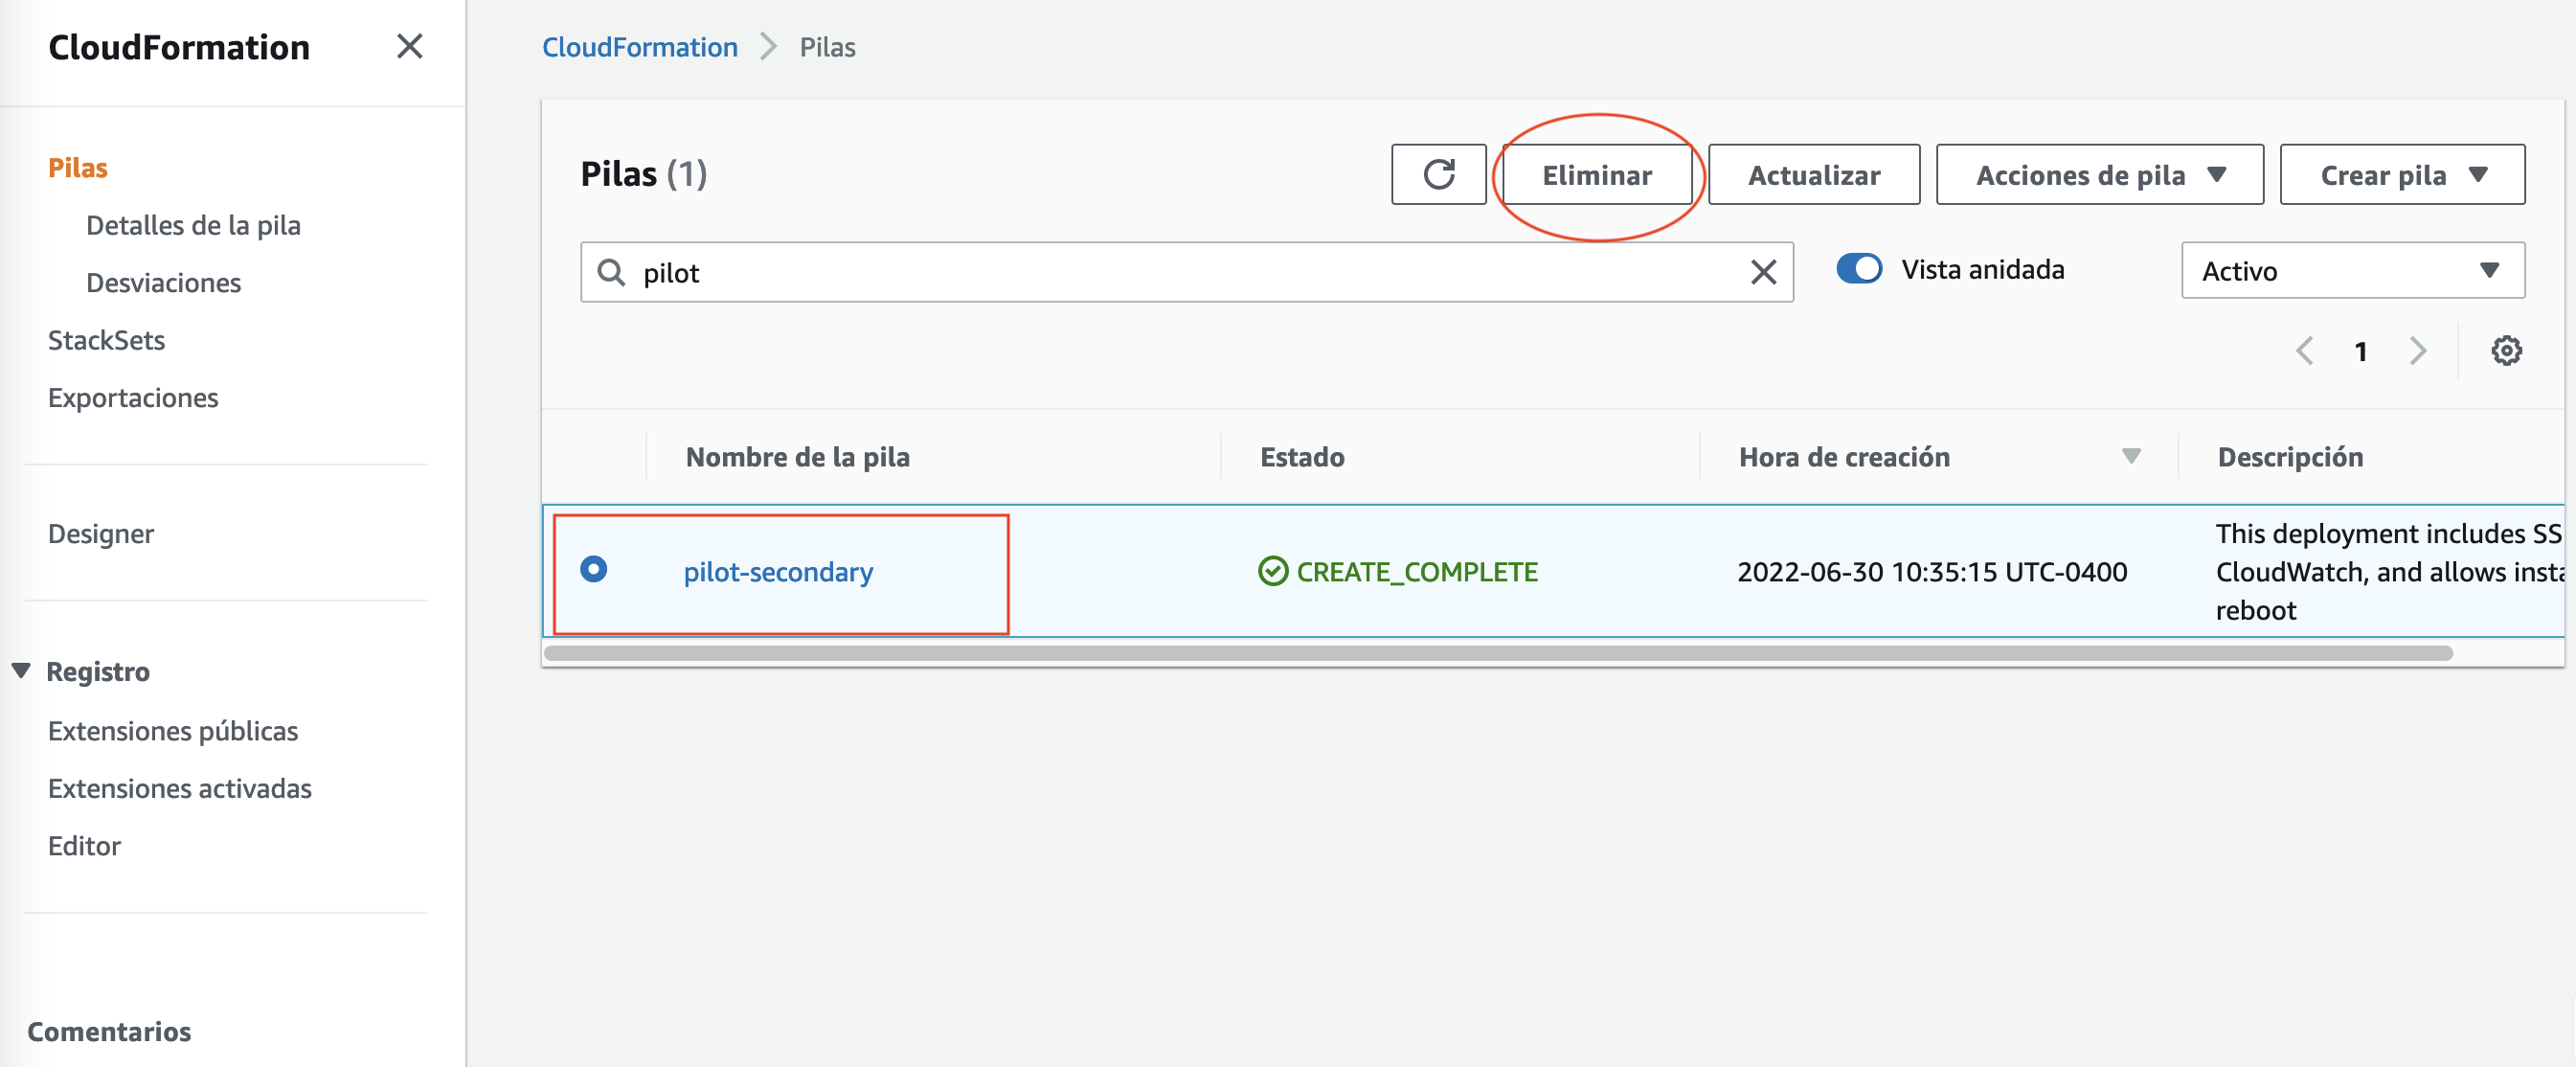 CloudFormation
Pilas
Detalles de la pila
Desviaciones
StackSets
Exportaciones
Designer
Registro
Extensiones públicas
Extensiones activadas
Editor
Comentarios
CloudFormation Pilas
Pilas (1) Eliminar Actualizar Acciones de pila Crear pila
pilot Vista anidada Activo
1
Nombre de la pila Estado Hora de creación Descripción
pilot-secondary CREATE_COMPLETE 2022-06-30 10:35:15 UTC-0400
This deployment includes SS
CloudWatch, and allows insta
reboot